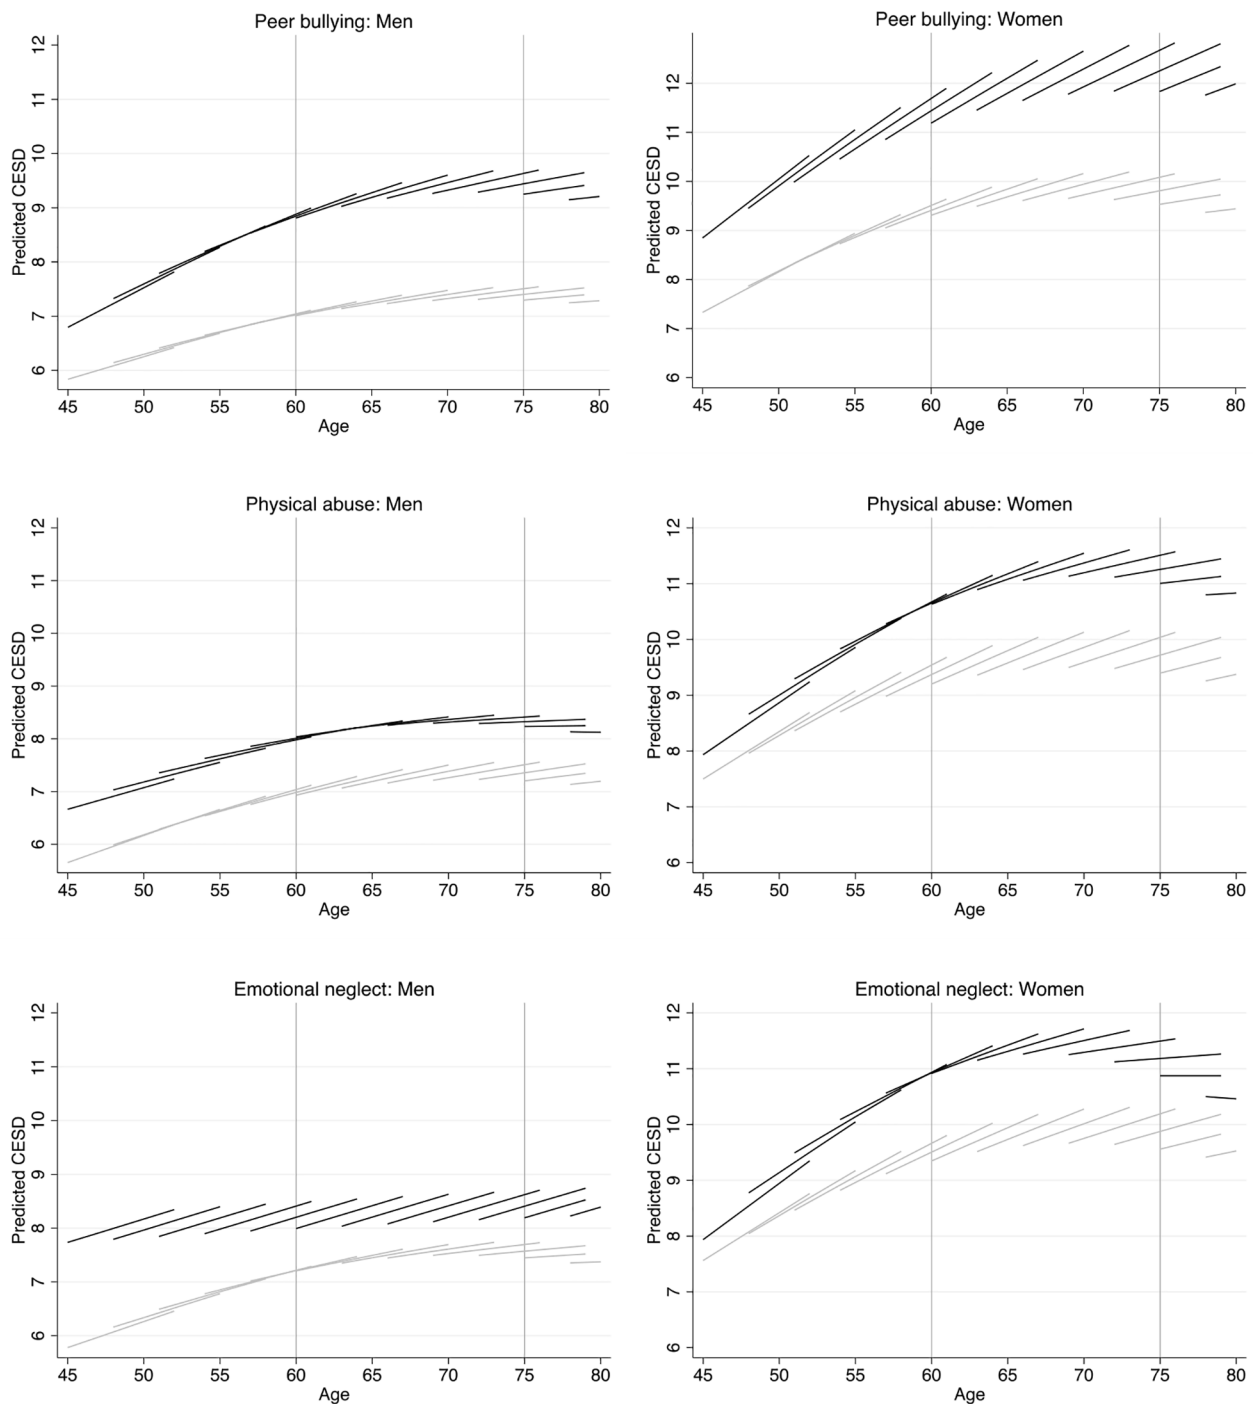 Peer bullying: Men
Predicted CESD
12
11
10
9
8
7
6
45 50 55 60 65 70 75 80
Age
Peer bullying: Women
Predicted CESD
12
11
10
9
8
7
6
45 50 55 60 65 70 75 80
Age
Physical abuse: Men
Predicted CESD
12
11
10
9
8
7
6
45 50 55 60 65 70 75 80
Age
Physical abuse: Women
Predicted CESD
12
11
10
9
8
7
6
45 50 55 60 65 70 75 80
Age
Emotional neglect: Men
Predicted CESD
12
11
10
9
8
7
6
45 50 55 60 65 70 75 80
Age
Emotional neglect: Women
Predicted CESD
12
11
10
9
8
7
6
45 50 55 60 65 70 75 80
Age